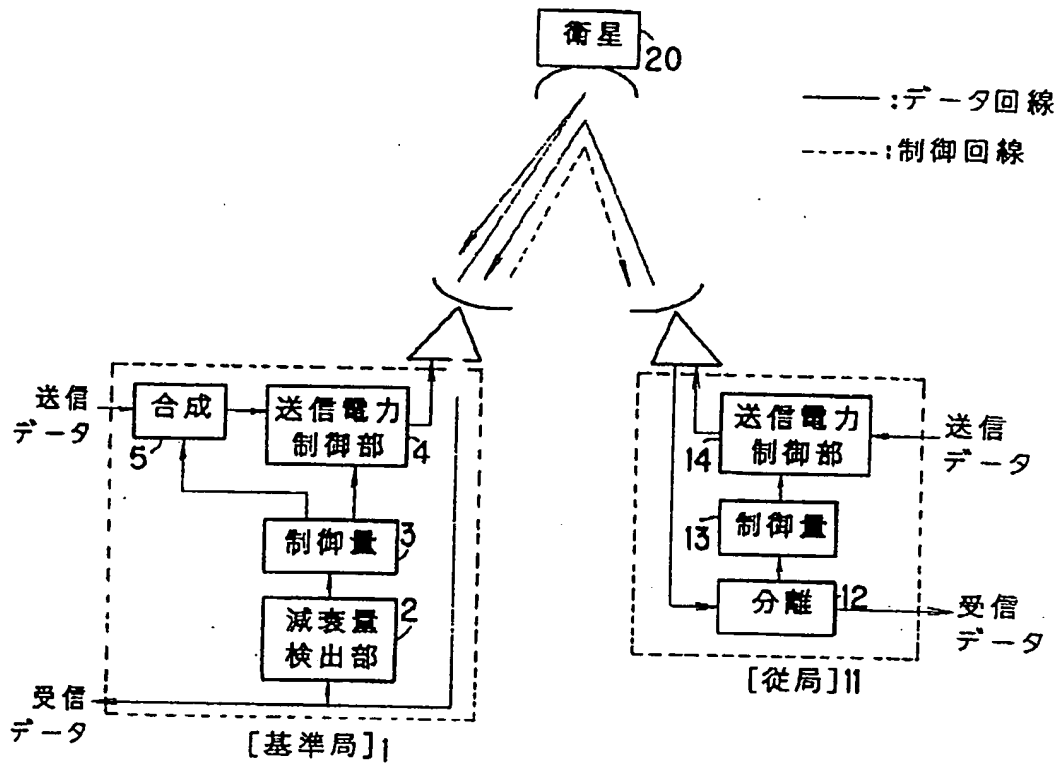 衛星
20
———:データ回線
-----:制御回線
送信
データ
合成
5
送信電力
制御部
4
制御量
3
減衰量
検出部
2
受信
データ
[基準局]1
送信電力
制御部
14
送信
データ
制御量
13
分離
12
受信
データ
[従局]11